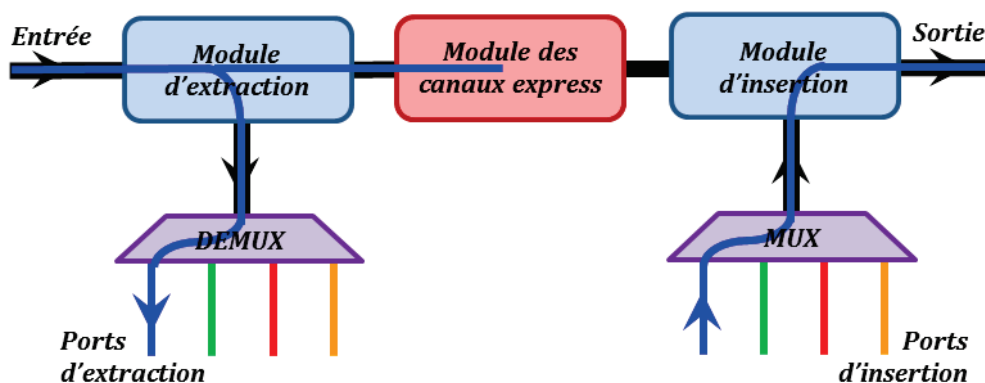 Entrée
Module
d'extraction
Module des
canaux express
Module
d'insertion
Sortie
DEMUX
MUX
Ports
d'extraction
Ports
d'insertion